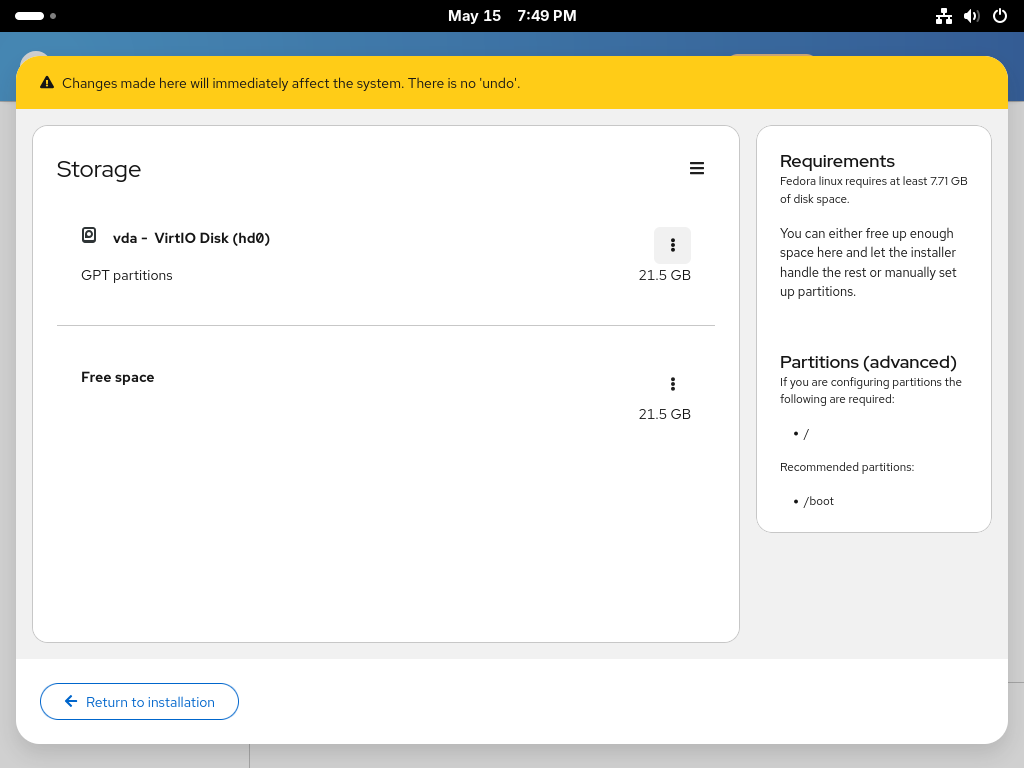 May 15 7:49 PM
Changes made here will immediately affect the system. There is no 'undo'.
Storage
vda - VirtIO Disk (hd0)
GPT partitions
21.5 GB
Free space
21.5 GB
Requirements
Fedora linux requires at least 7.71 GB
of disk space.
You can either free up enough
space here and let the installer
handle the rest or manually set
up partitions.
Partitions (advanced)
If you are configuring partitions the
following are required:
• /
Recommended partitions:
• /boot
Return to installation